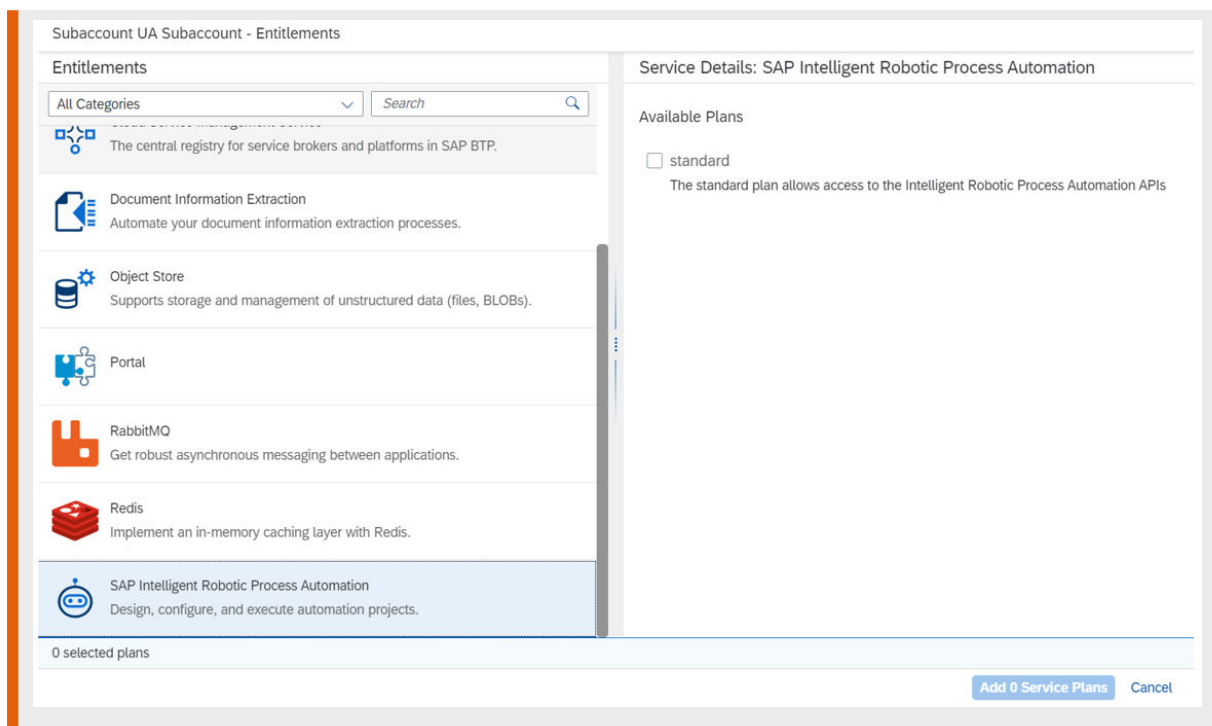 Subaccount UA Subaccount - Entitlements
Entitlements
All Categories
Search
The central registry for service brokers and platforms in SAP BTP.
Document Information Extraction
Automate your document information extraction processes.
Object Store
Supports storage and management of unstructured data (files, BLOBs).
Portal
RabbitMQ
Get robust asynchronous messaging between applications.
Redis
Implement an in-memory caching layer with Redis.
SAP Intelligent Robotic Process Automation
Design, configure, and execute automation projects.
0 selected plans
Service Details: SAP Intelligent Robotic Process Automation
Available Plans
standard
The standard plan allows access to the Intelligent Robotic Process Automation APIs
Add 0 Service Plans
Cancel